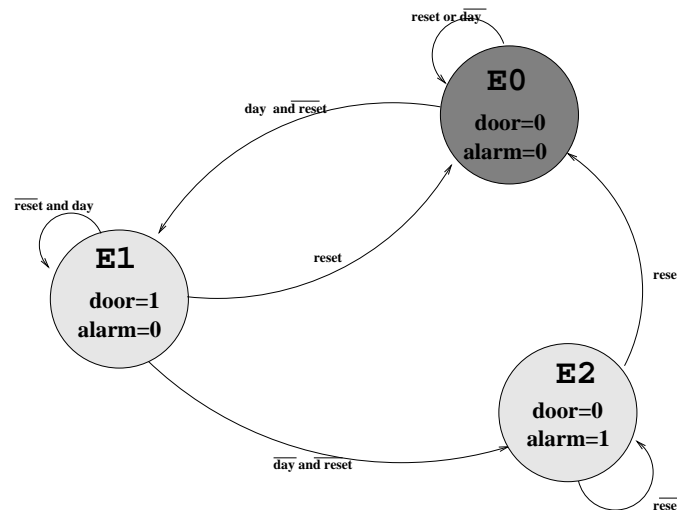 reset or day
E0
door=0
alarm=0
day and reset
reset and day
E1
door=1
alarm=0
reset
rese
E2
door=0
alarm=1
day and reset
rese